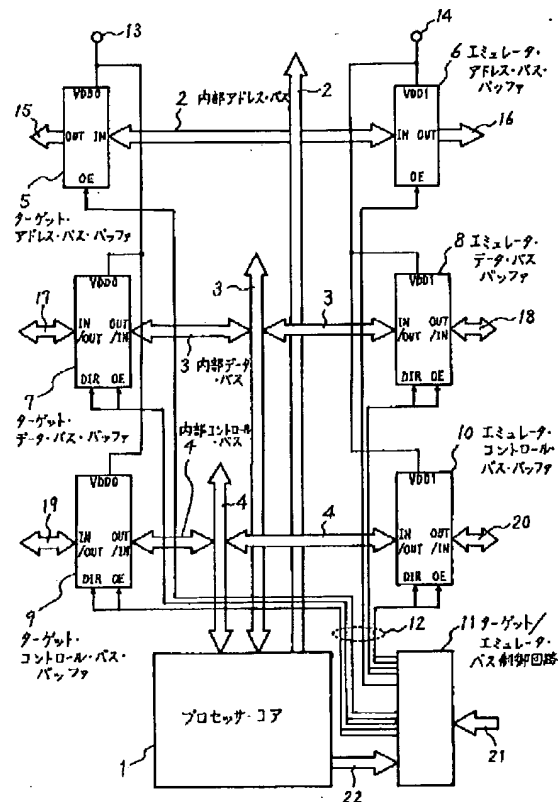 13
14
6 エミュレータ・
アドレス・バス・
バッファ
VDD0
VDD1
2
15
OUT IN
2 内部アドレス・バス
IN OUT
16
OE
OE
5
ターゲット・
アドレス・バス・バッファ
8 エミュレータ・
データ・バス
バッファ
VDD0
VDD1
17
3
3
18
IN
/OUT
OUT
/IN
IN
/OUT
OUT
/IN
3 内部データ
・バス
DIR OE
DIR OE
7
ターゲット・
データ・バス・バッファ
内部コントロール・
バス
10 エミュレータ・
コントロール・
バス・バッファ
VDD0
VDD1
4
19
4
4
20
IN
/OUT
OUT
/IN
IN
/OUT
OUT
/IN
DIR OE
DIR OE
9
ターゲット・
コントロール・バス・
バッファ
12
11 ターゲット/
エミュレータ・
バス制御回路
プロセッサ・コア
1
21
22